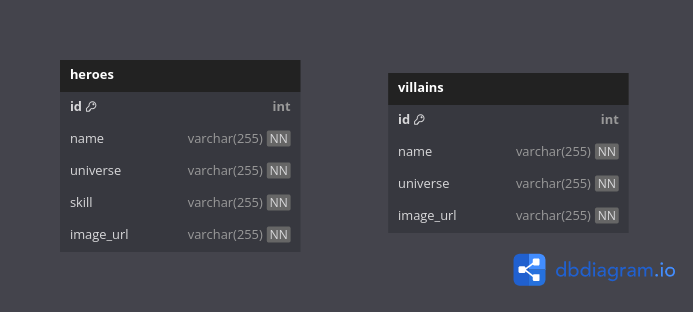 heroes
id int
name varchar(255) NN
universe varchar(255) NN
skill varchar(255) NN
image_url varchar(255) NN
villains
id int
name varchar(255) NN
universe varchar(255) NN
image_url varchar(255) NN
dbdiagram.io